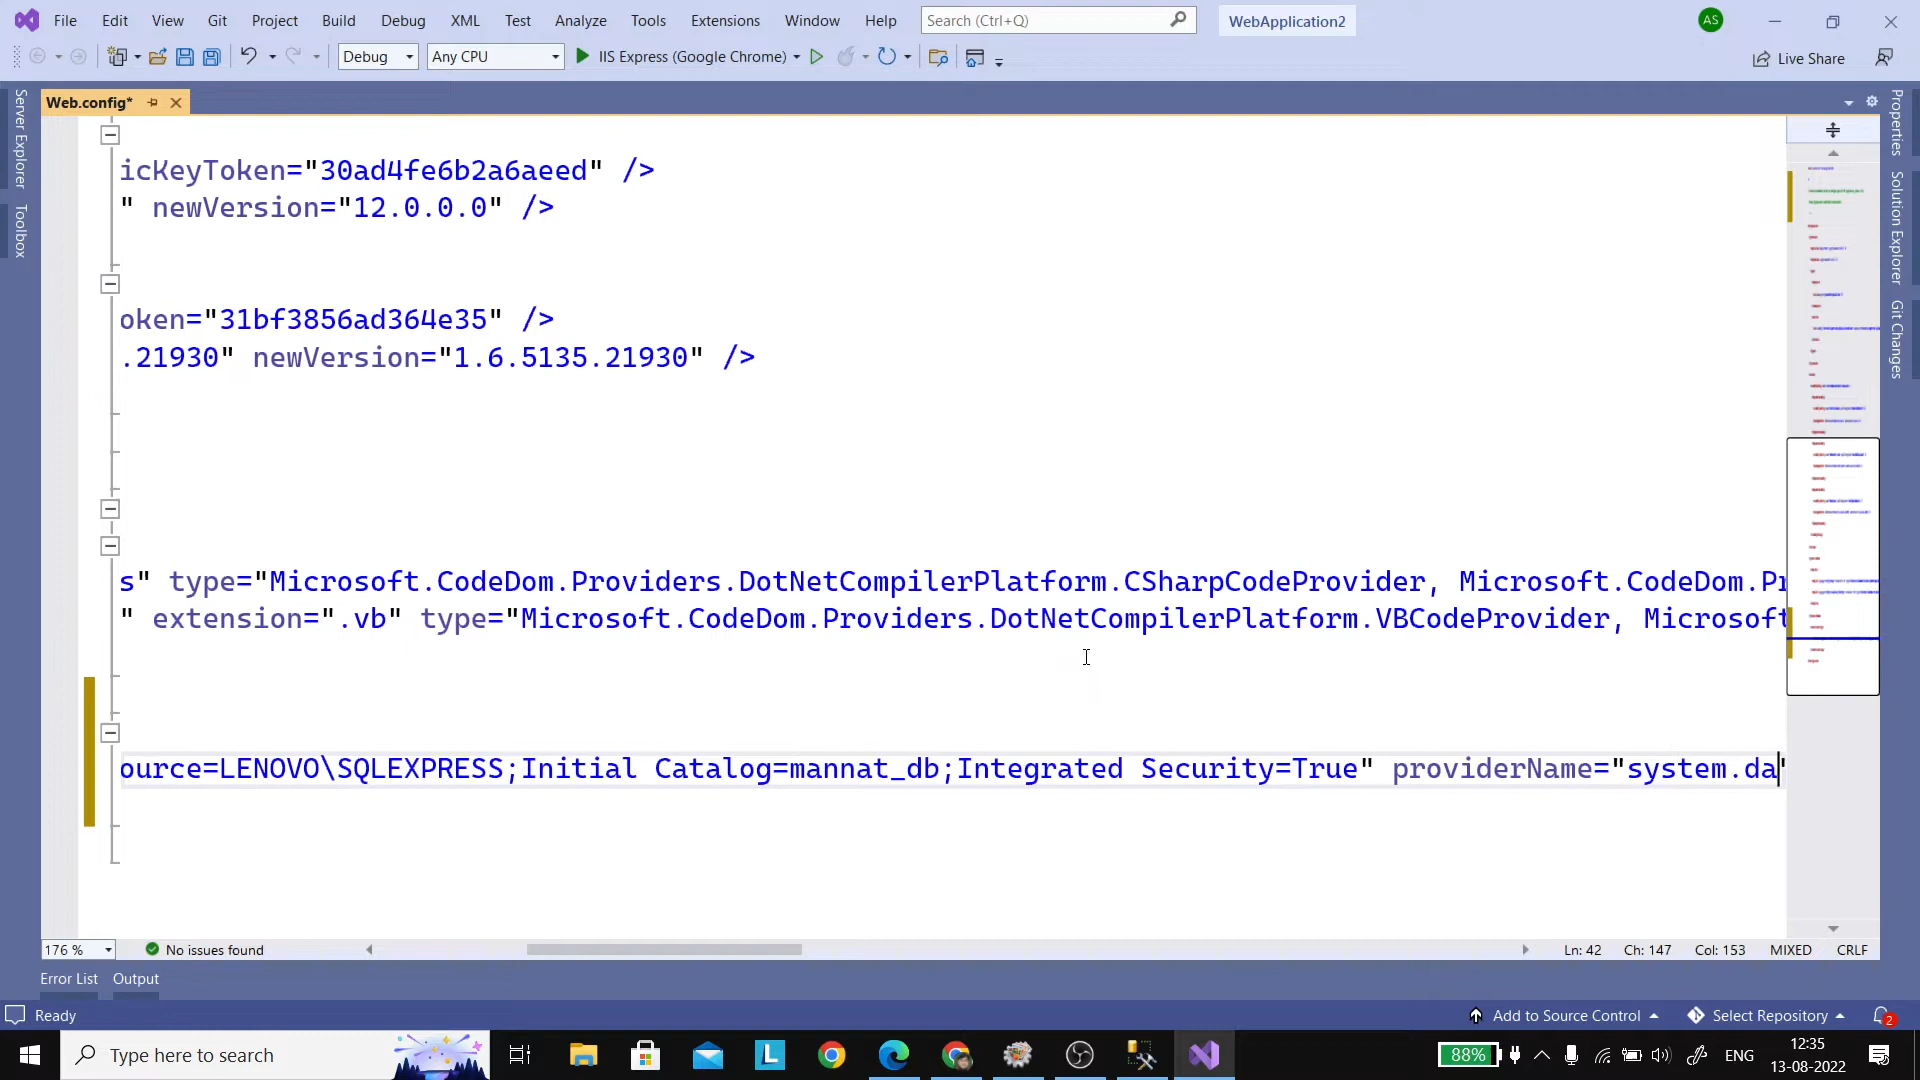 File Edit View Git Project Build Debug XML Test Analyze Tools Extensions Window Help Search (Ctrl+Q) WebApplication2 AS
Debug Any CPU IIS Express (Google Chrome) Live Share
Server Explorer
Toolbox
Web.config*
Properties
Solution Explorer
Git Changes
icKeyToken="30ad4fe6b2a6aeed" />
" newVersion="12.0.0.0" />
oken="31bf3856ad364e35" />
.21930" newVersion="1.6.5135.21930" />
s" type="Microsoft.CodeDom.Providers.DotNetCompilerPlatform.CSharpCodeProvider, Microsoft.CodeDom.Pr
" extension=".vb" type="Microsoft.CodeDom.Providers.DotNetCompilerPlatform.VBCodeProvider, Microsoft
ource=LENOVO\SQLEXPRESS;Initial Catalog=mannat_db;Integrated Security=True" providerName="system.da"
176 % No issues found Ln: 42 Ch: 147 Col: 153 MIXED CRLF
Error List Output
Ready Add to Source Control Select Repository 2
Type here to search L 88% ENG 12:35
13-08-2022